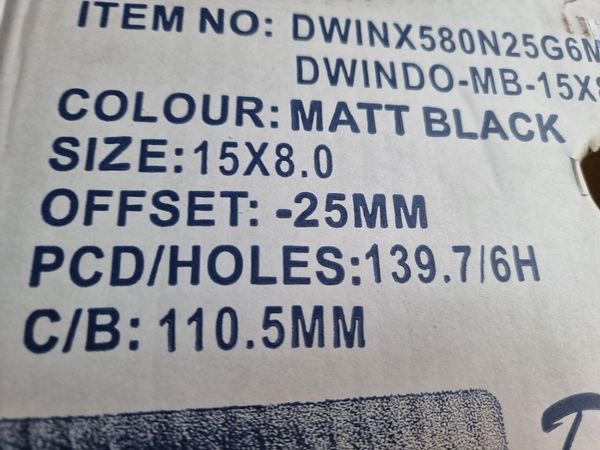 ITEM NO: DWINX580N25G6M
DWINDO-MB-15X8
COLOUR: MATT BLACK
SIZE:15X8.0
OFFSET: -25MM
PCD/HOLES:139.7/6H
C/B: 110.5MM